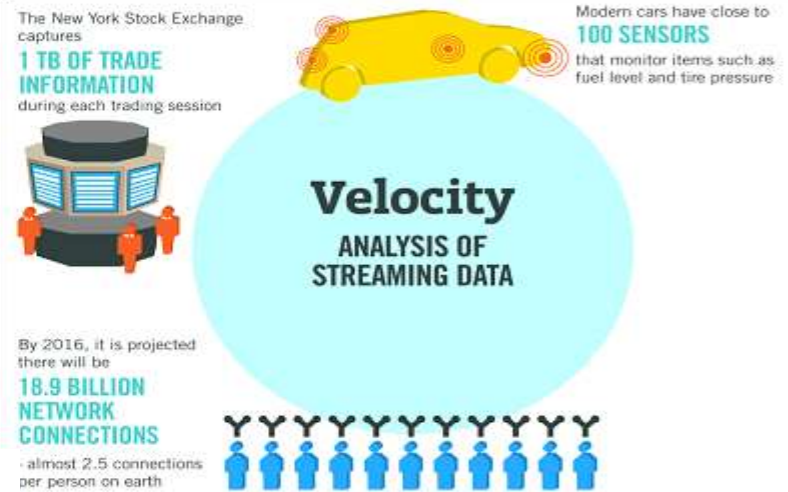 The New York Stock Exchange
captures
1 TB OF TRADE
INFORMATION
during each trading session
Modern cars have close to
100 SENSORS
that monitor items such as
fuel level and tire pressure
Velocity
ANALYSIS OF
STREAMING DATA
By 2016, it is projected
there will be
18.9 BILLION
NETWORK
CONNECTIONS
- almost 2.5 connections
per person on earth